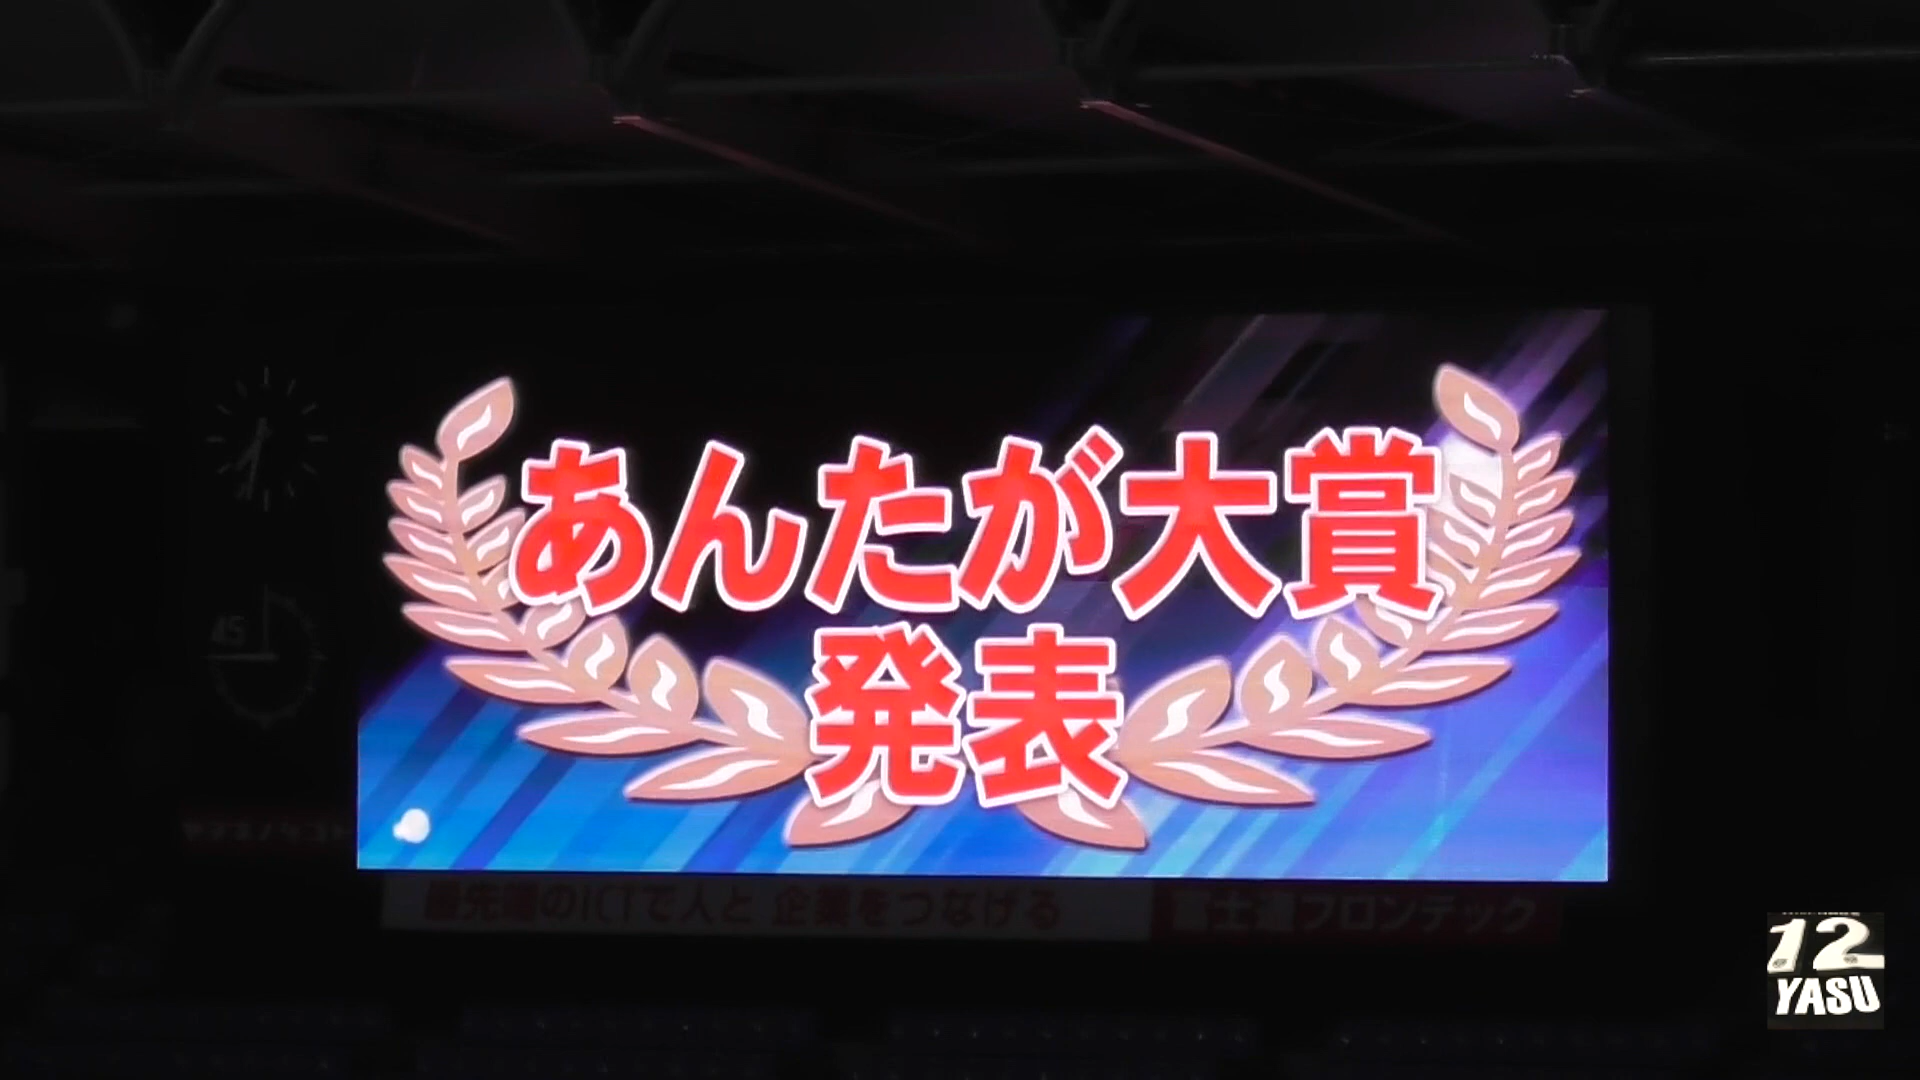 あんたが大賞
発表
45
最先端のICTで人と 企業をつなげる
富士通フロンテック
12
YASU